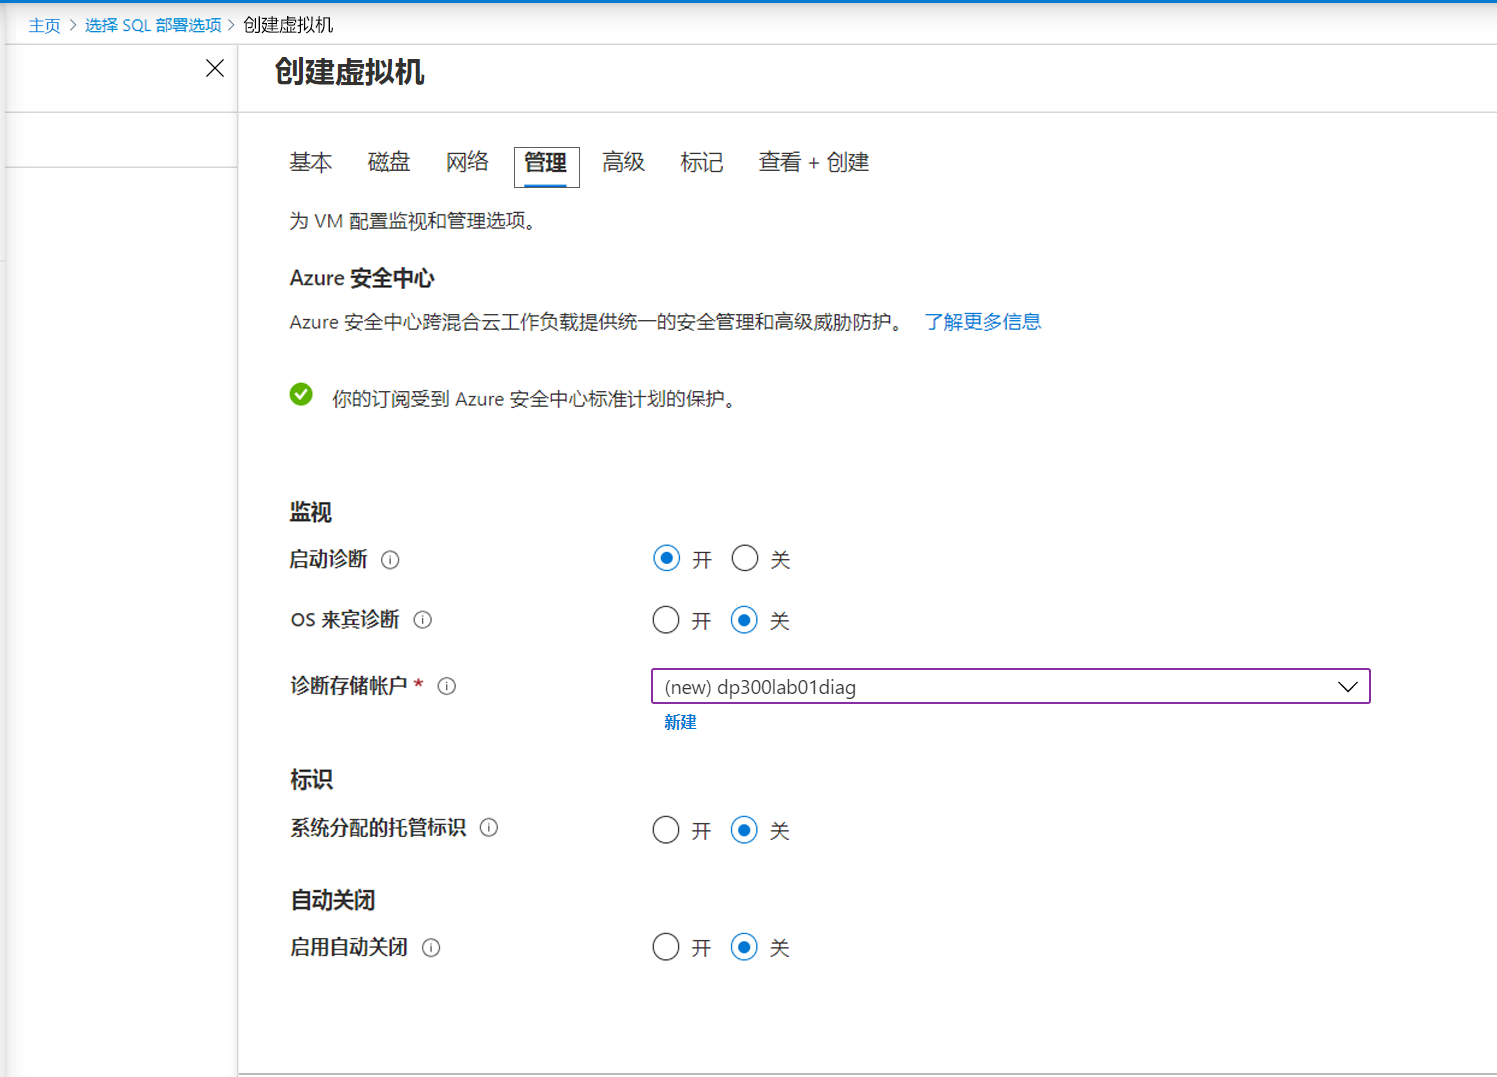 主页 > 选择 SQL 部署选项 > 创建虚拟机
创建虚拟机
基本 磁盘 网络 管理 高级 标记 查看 + 创建
为 VM 配置监视和管理选项。
Azure 安全中心
Azure 安全中心跨混合云工作负载提供统一的安全管理和高级威胁防护。 了解更多信息
你的订阅受到 Azure 安全中心标准计划的保护。
监视
启动诊断 开 关
OS 来宾诊断 开 关
诊断存储帐户 * (new) dp300lab01diag
新建
标识
系统分配的托管标识 开 关
自动关闭
启用自动关闭 开 关